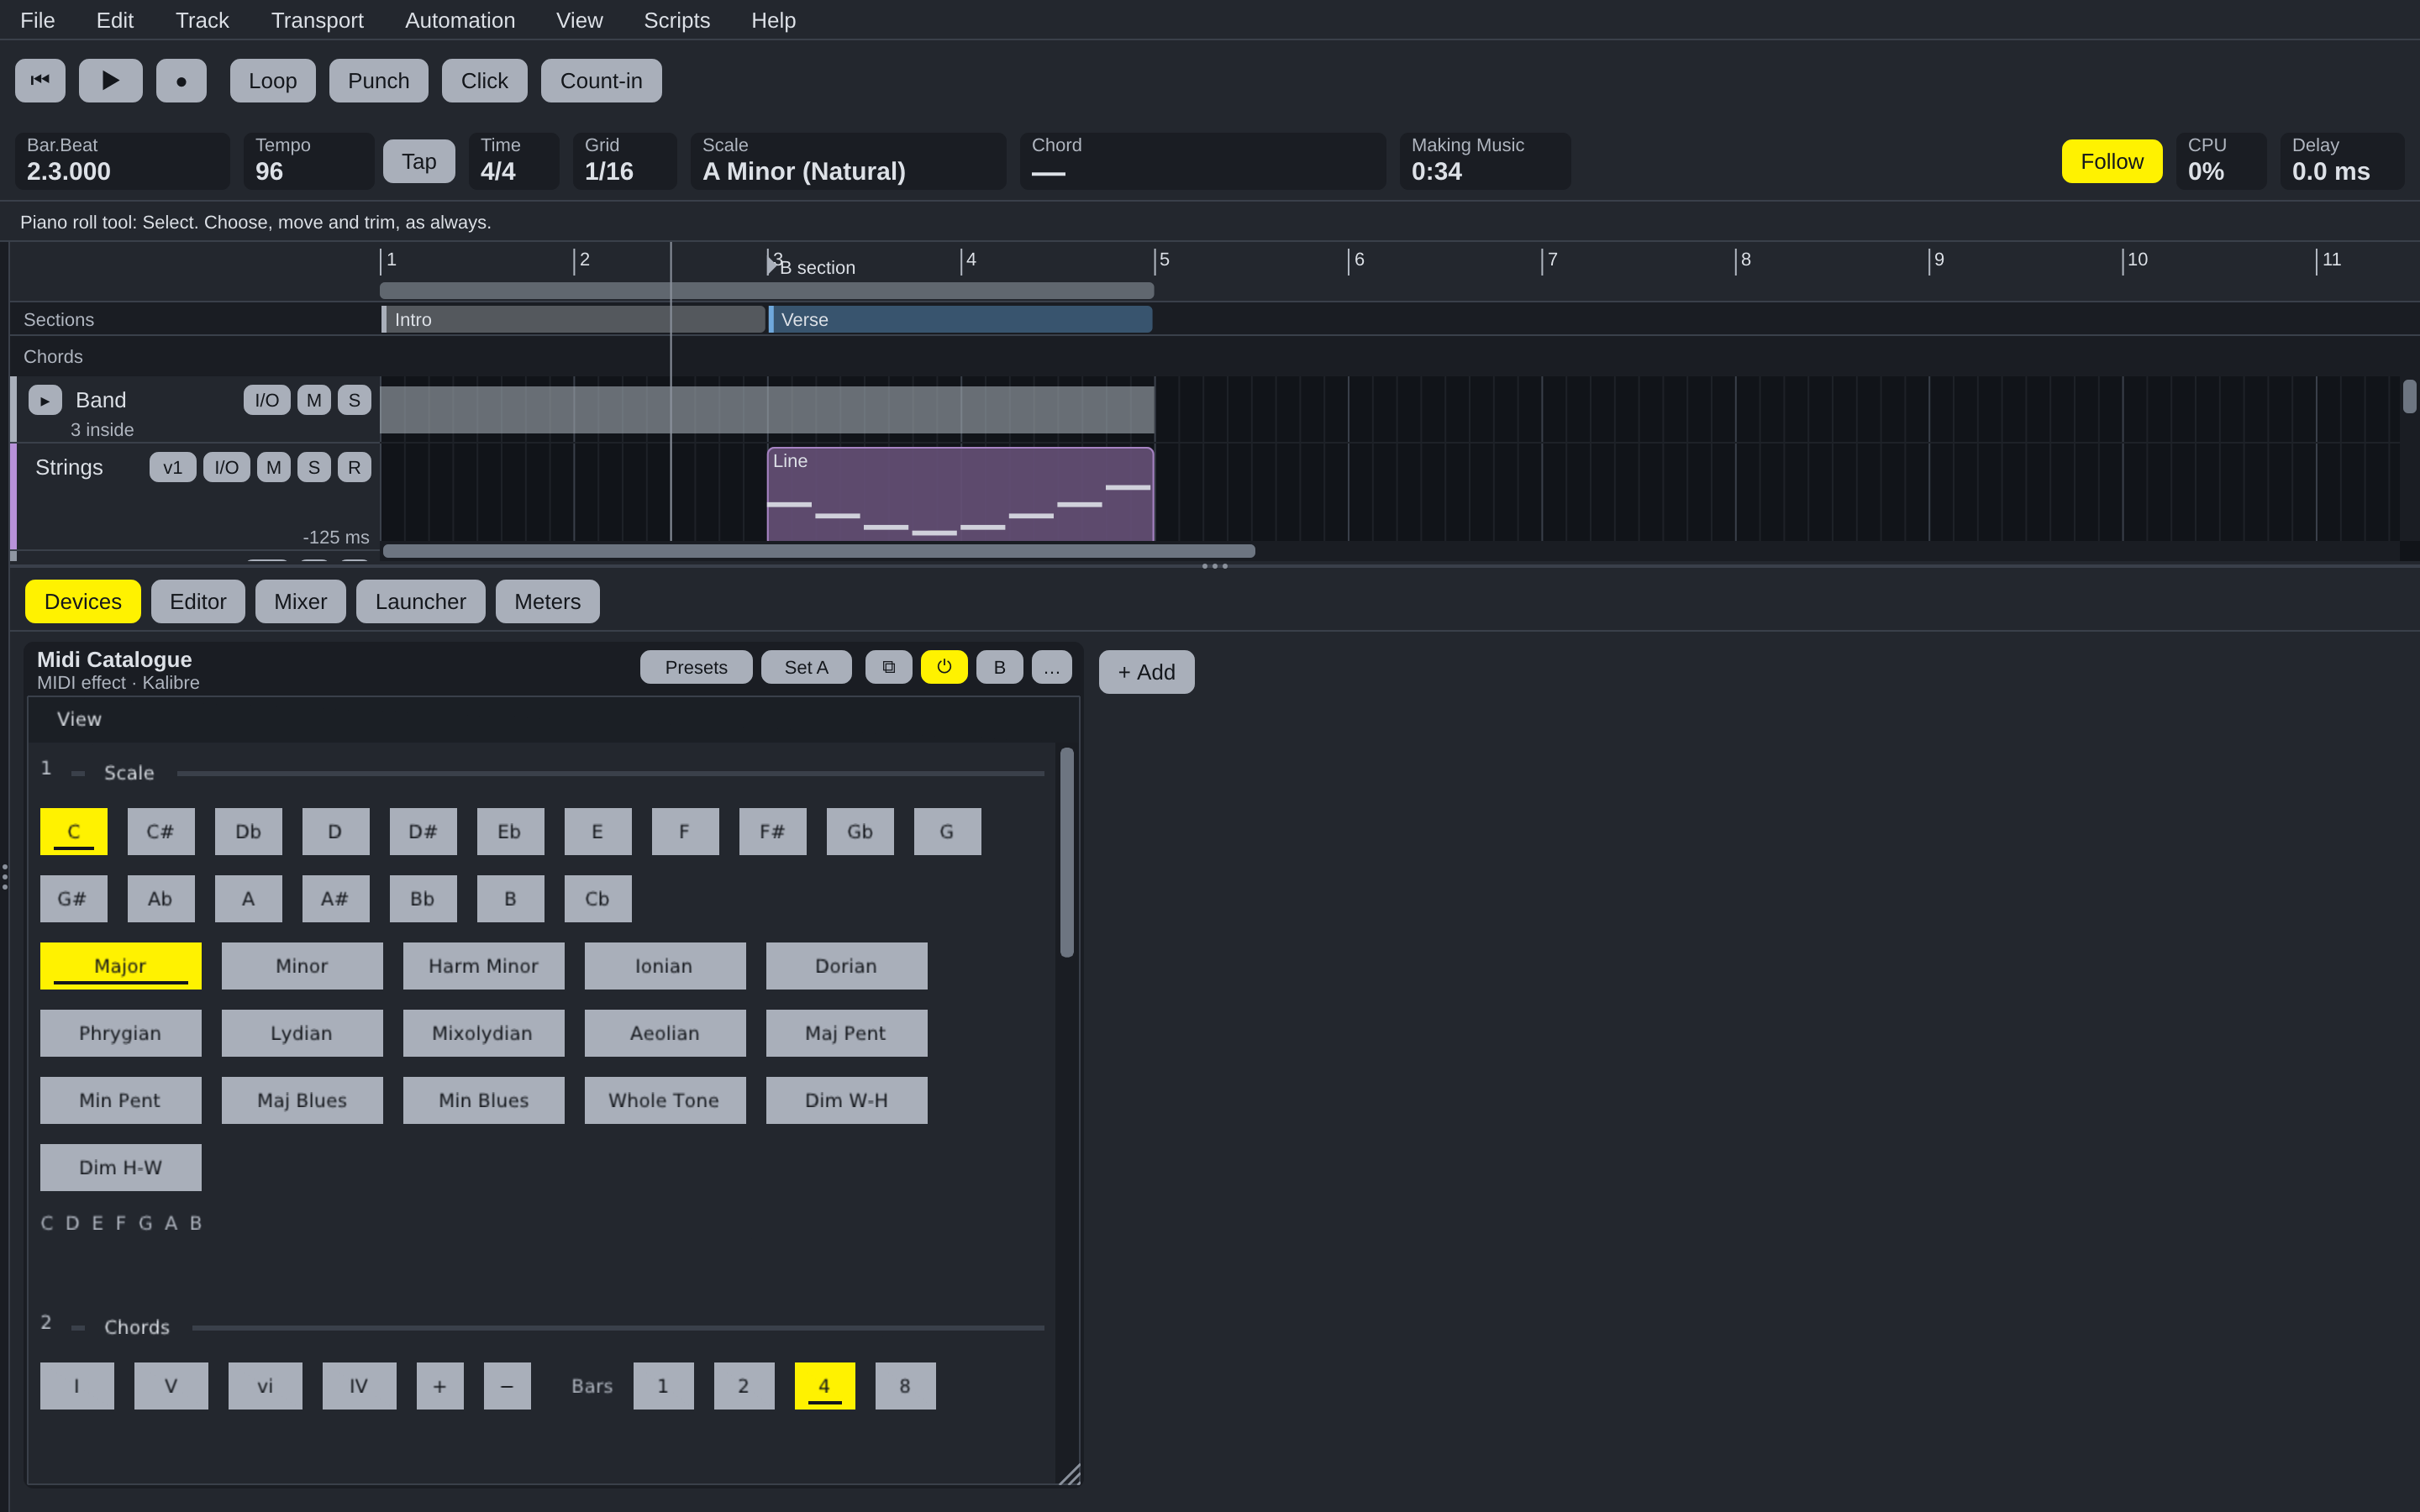 File Edit Track Transport Automation View Scripts Help
Loop Punch Click Count-in
Bar.Beat Tempo Time Grid Scale Chord Making Music CPU Delay
2.3.000 96 Tap 4/4 1/16 A Minor (Natural) — 0:34 Follow 0% 0.0 ms
Piano roll tool: Select. Choose, move and trim, as always.
1 2 3 4 5 6 7 8 9 10 11
B section
Sections Intro Verse
Chords
Band I/O M S
3 inside
Strings v1 I/O M S R Line
-125 ms
Devices Editor Mixer Launcher Meters
Midi Catalogue Presets Set A B ... + Add
MIDI effect · Kalibre
View
1 Scale
C C# Db D D# Eb E F F# Gb G
G# Ab A A# Bb B Cb
Major Minor Harm Minor Ionian Dorian
Phrygian Lydian Mixolydian Aeolian Maj Pent
Min Pent Maj Blues Min Blues Whole Tone Dim W-H
Dim H-W
C D E F G A B
2 Chords
I V vi IV + − Bars 1 2 4 8